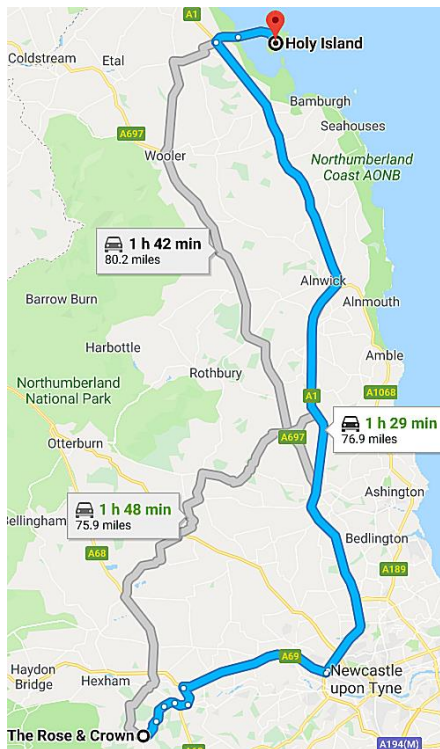 A1
Holy Island
Coldstream
Etal
Bamburgh
Seahouses
A697
Wooler
Northumberland
Coast AONB
1 h 42 min
80.2 miles
Alnwick
Alnmouth
Barrow Burn
Harbottle
Amble
Rothbury
Northumberland
National Park
A1
A1068
1 h 29 min
76.9 miles
A697
Otterburn
Ashington
1 h 48 min
75.9 miles
Bellingham
Bedlington
A68
A189
A69
Haydon
Bridge
Hexham
Newcastle
upon Tyne
The Rose & Crown
A194(M)